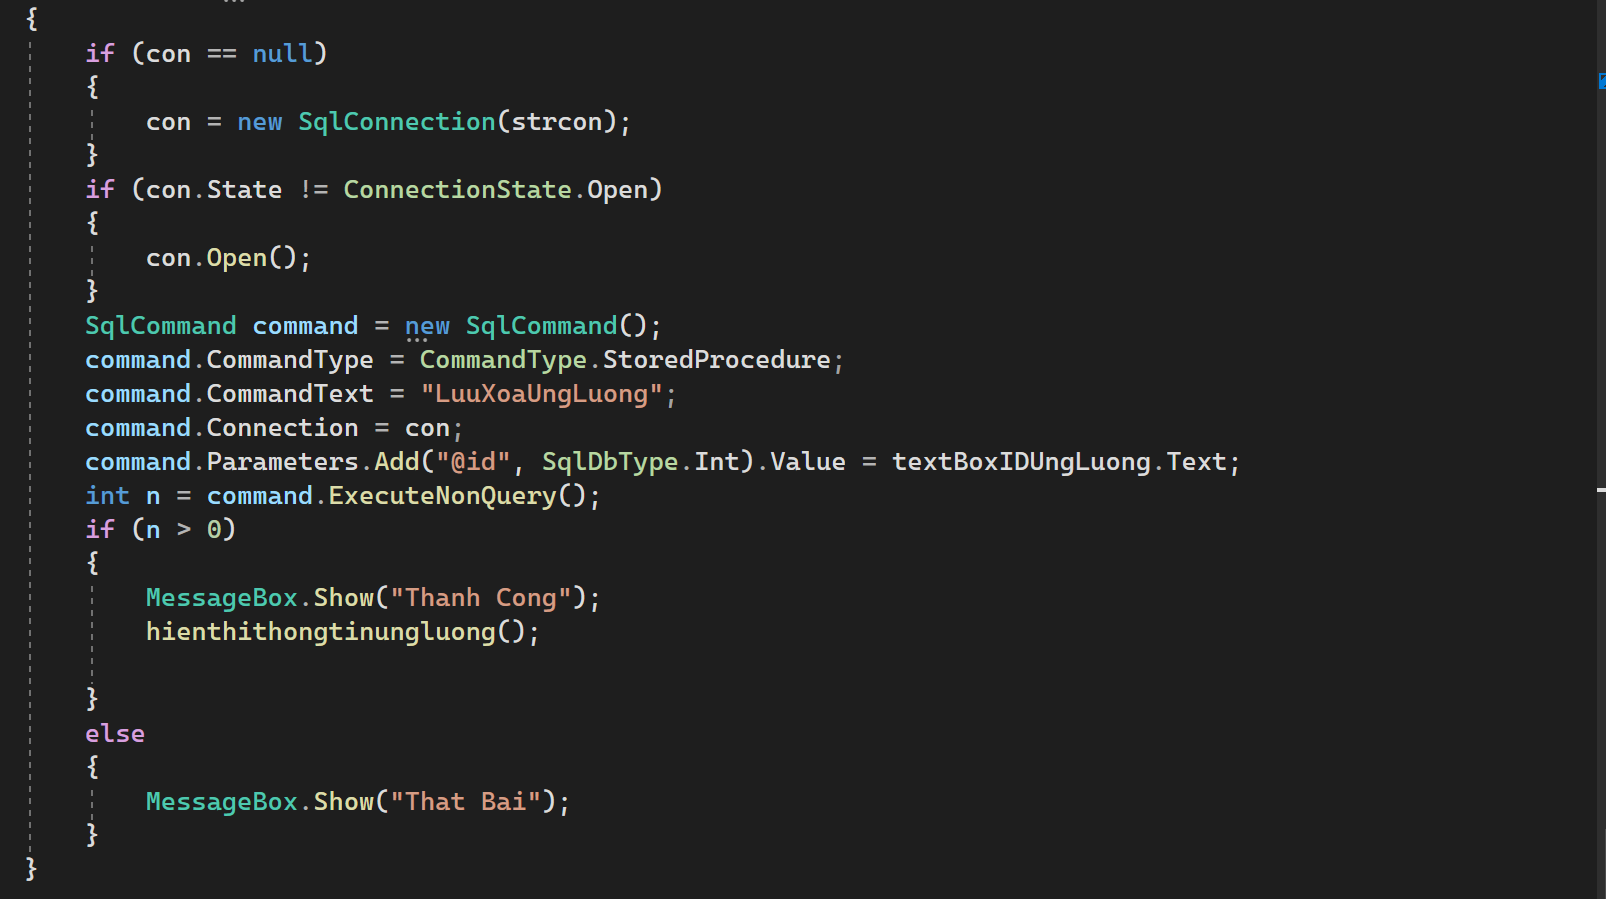 {
if (con == null)
{
con = new SqlConnection(strcon);
}
if (con.State != ConnectionState.Open)
{
con.Open();
}
SqlCommand command = new SqlCommand();
command.CommandType = CommandType.StoredProcedure;
command.CommandText = "LuuXoaUngLuong";
command.Connection = con;
command.Parameters.Add("@id", SqlDbType.Int).Value = textBoxIDUngLuong.Text;
int n = command.ExecuteNonQuery();
if (n > 0)
{
MessageBox.Show("Thanh Cong");
hienthithongtinungluong();
}
else
{
MessageBox.Show("That Bai");
}
}